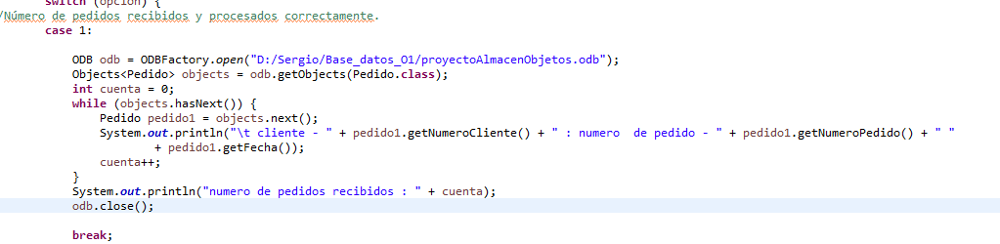 switch (opcion) {
/Número de pedidos recibidos y procesados correctamente.
case 1:
ODB odb = ODBFactory.open("D:/Sergio/Base_datos_O1/proyectoAlmacenObjetos.odb");
Objects<Pedido> objects = odb.getObjects(Pedido.class);
int cuenta = 0;
while (objects.hasNext()) {
Pedido pedido1 = objects.next();
System.out.println("\t cliente - " + pedido1.getNumeroCliente() + " : numero  de pedido - " + pedido1.getNumeroPedido() + " "
+ pedido1.getFecha());
cuenta++;
}
System.out.println("numero de pedidos recibidos : " + cuenta);
odb.close();
break;